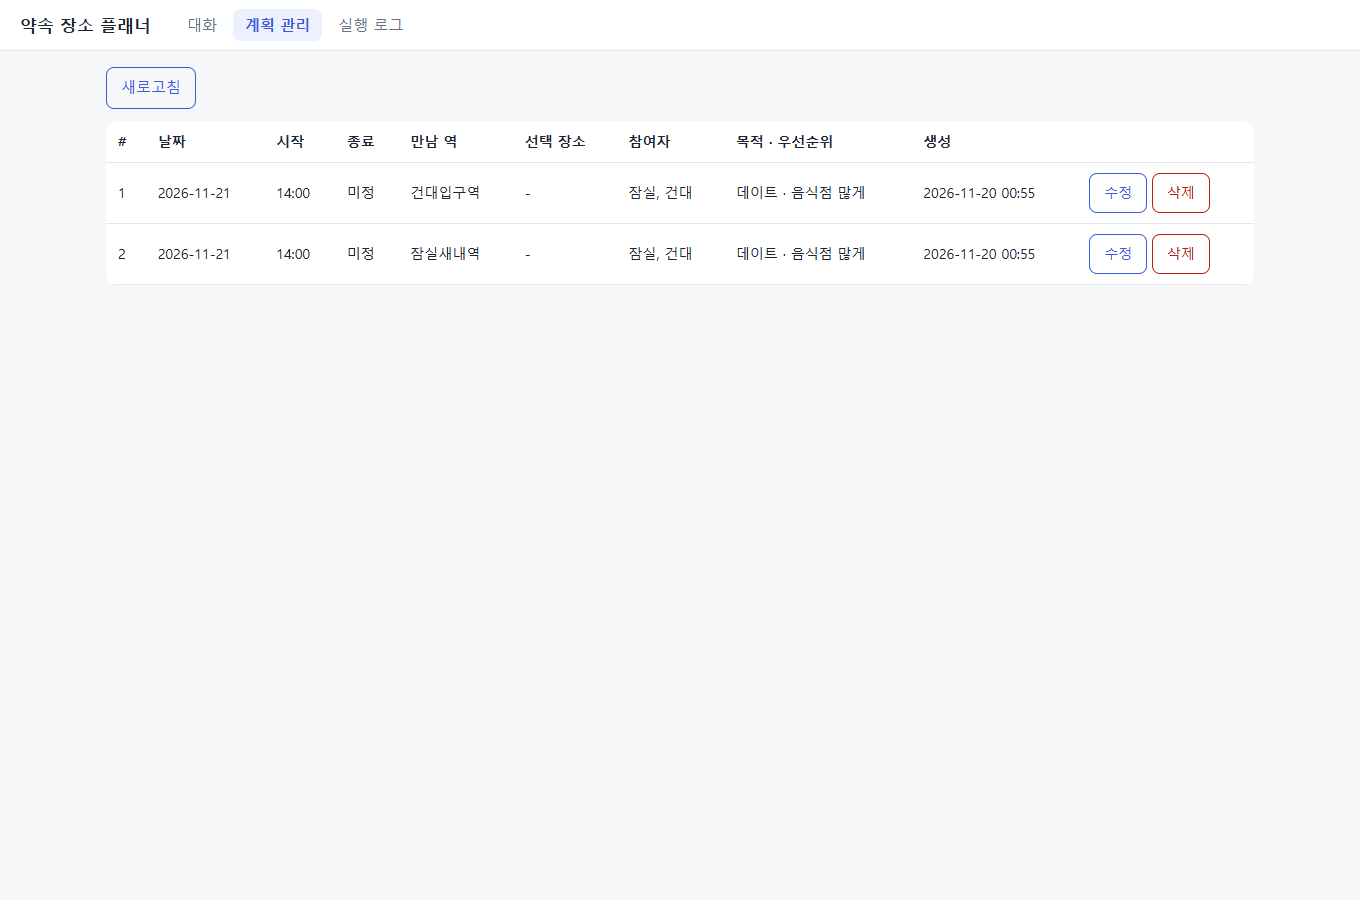 약속 장소 플래너 대화 계획 관리 실행 로그
새로고침
# 날짜 시작 종료 만남 역 선택 장소 참여자 목적 · 우선순위 생성
1 2026-11-21 14:00 미정 건대입구역 - 잠실, 건대 데이트 · 음식점 많게 2026-11-20 00:55 수정 삭제
2 2026-11-21 14:00 미정 잠실새내역 - 잠실, 건대 데이트 · 음식점 많게 2026-11-20 00:55 수정 삭제